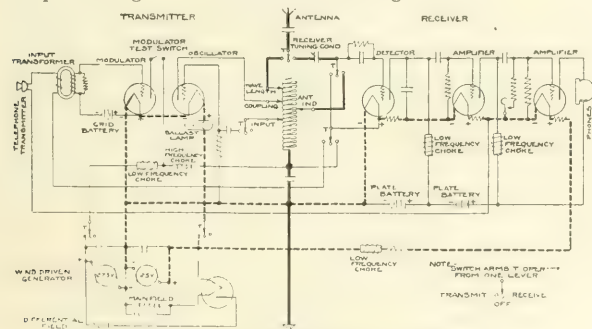 TRANSMITTER
ANTENNA
RECEIVER
INPUT
TRANSFORMER
MODULATOR
TEST SWITCH
MODULATOR
OSCILLATOR
RECEIVER
TUNING COND
DETECTOR
AMPLIFIER
AMPLIFIER
TELEPHONE
TRANSMITTER
WAVE
LENGTH
COUPLING
ANT
IND
INPUT
PHONES
GRID
BATTERY
BALLAST
LAMP
HIGH
FREQUENCY
CHOKE
LOW FREQUENCY
CHOKE
LOW
FREQUENCY
CHOKE
LOW
FREQUENCY
CHOKE
PLATE
BATTERY
PLATE
BATTERY
WIND DRIVEN
GENERATOR
275V
25V
MAIN FIELD
DIFFERENTIAL
FIELD
LOW
FREQUENCY
CHOKE
NOTE:
SWITCH ARMS T OPER
FROM ONE LEVER
TRANSMIT RECEIVE
OFF